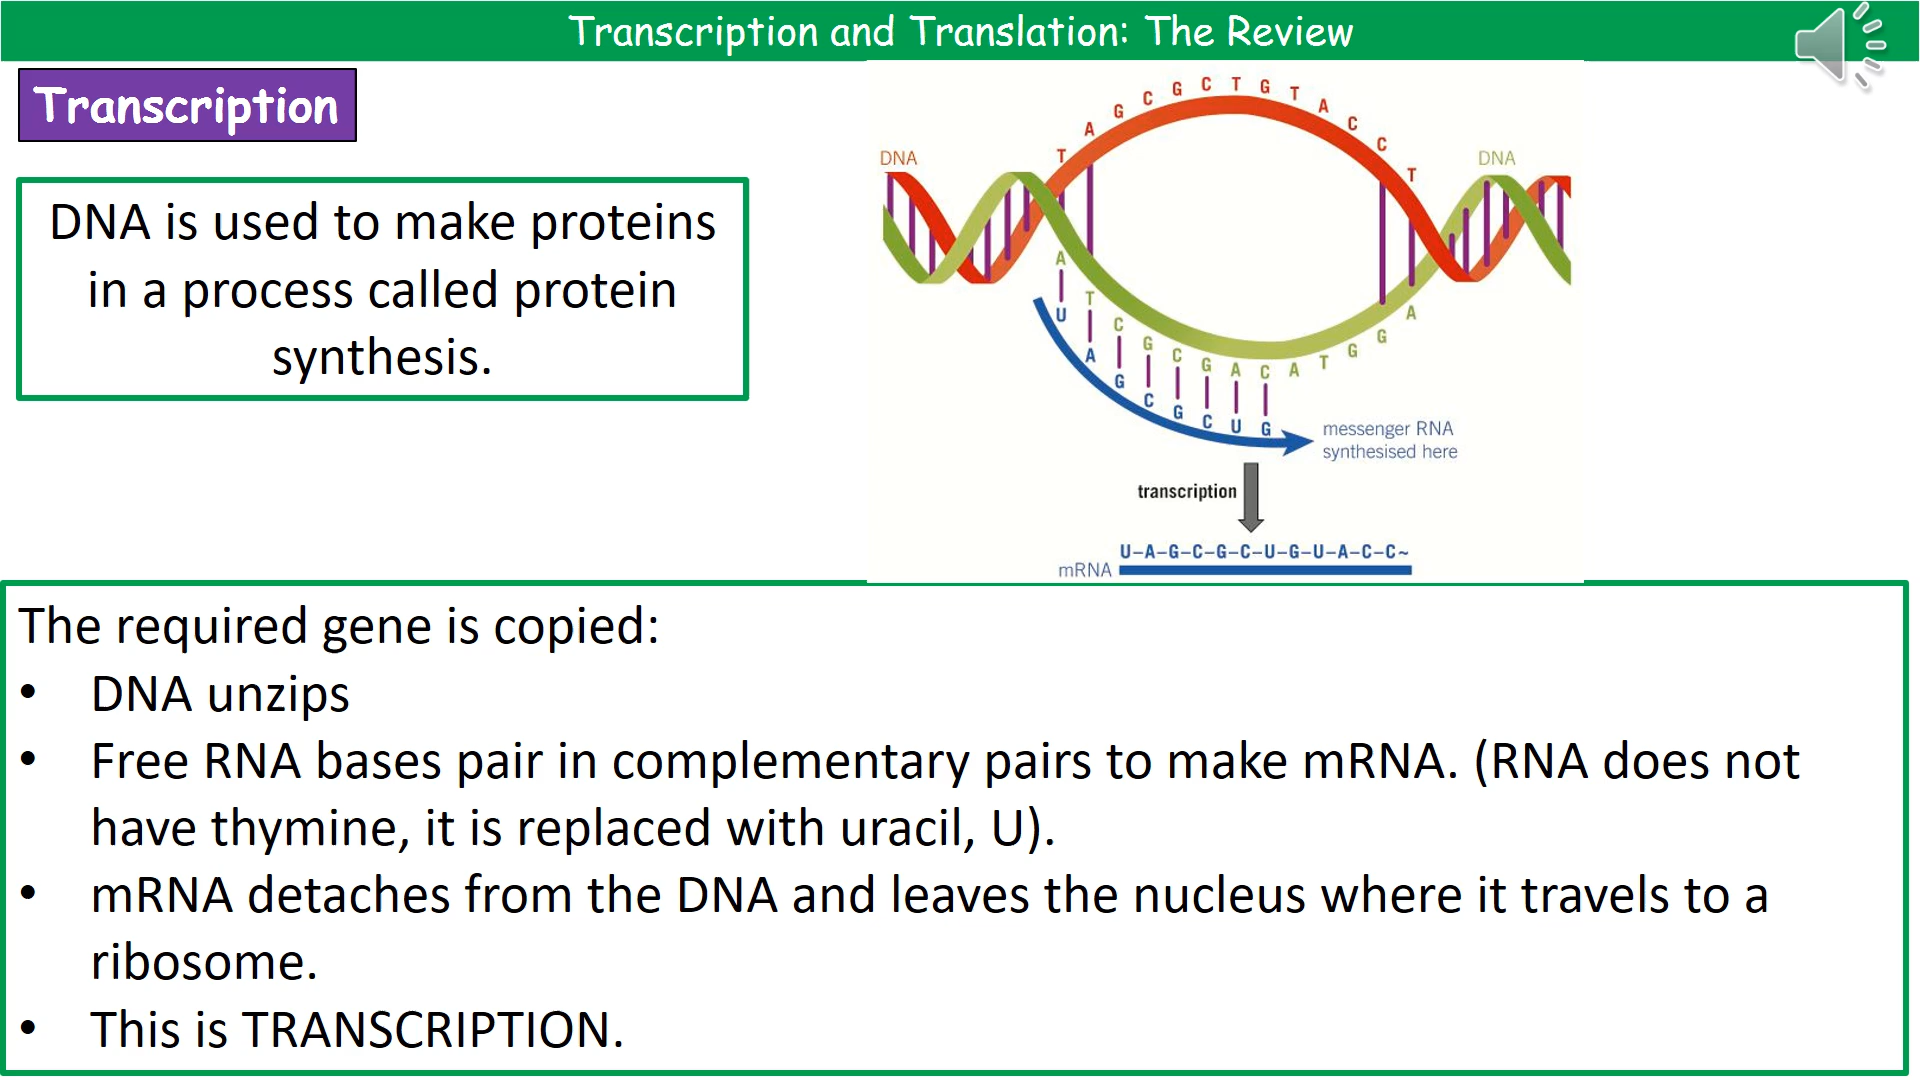 Transcription and Translation: The Review
Transcription
DNA is used to make proteins
in a process called protein
synthesis.
T A G C G C T G T A C C T
DNA
DNA
A T C G C G A C A T G G A
U A G C G C U G
messenger RNA
synthesised here
transcription
U–A–G–C–G–C–U–G–U–A–C–C~
mRNA
The required gene is copied:
• DNA unzips
• Free RNA bases pair in complementary pairs to make mRNA. (RNA does not
have thymine, it is replaced with uracil, U).
• mRNA detaches from the DNA and leaves the nucleus where it travels to a
ribosome.
• This is TRANSCRIPTION.